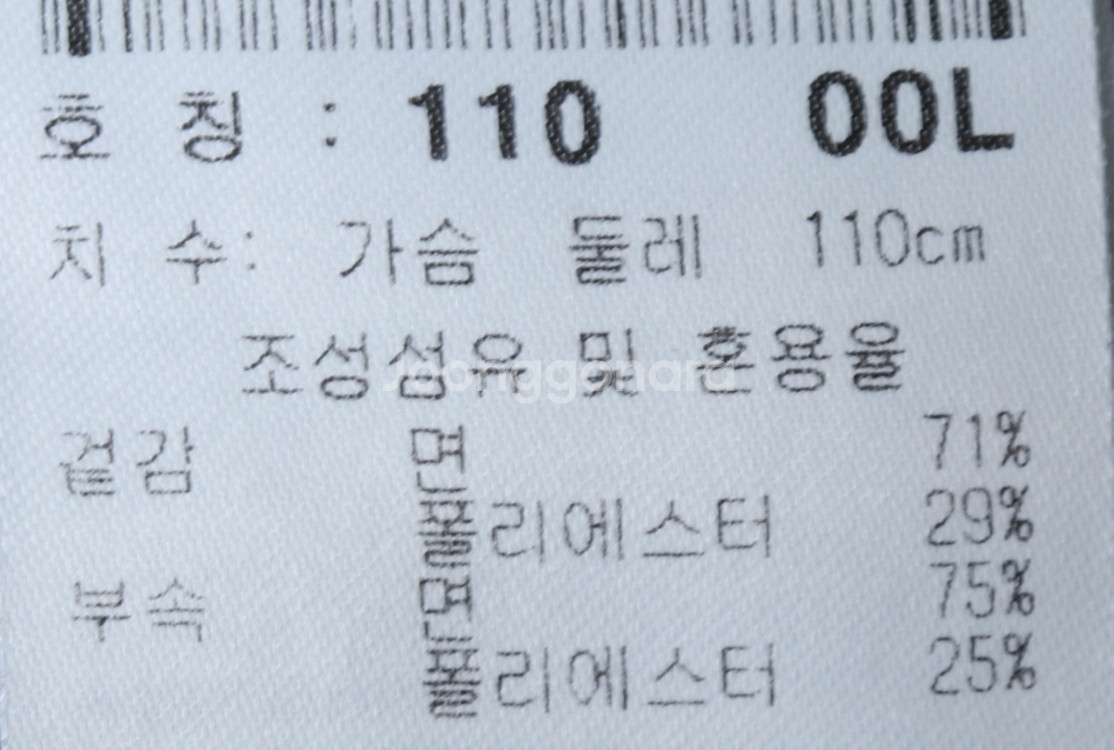 호 칭 : 110 00L
치 수: 가슴 둘레 110cm
조성섬유 및 혼용율
겉감 면 71%
폴리에스터 29%
부속 면 75%
폴리에스터 25%
Joonggonara